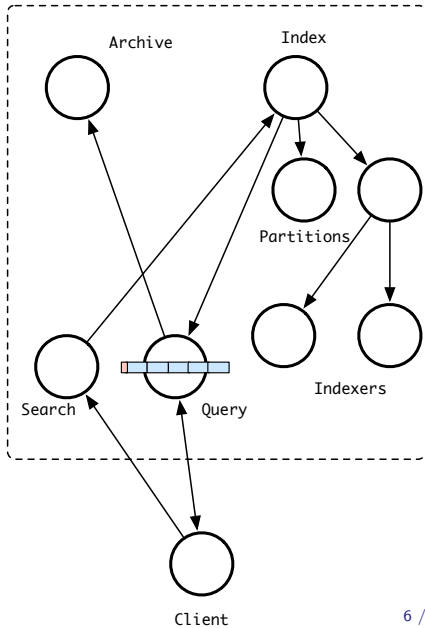 Index
Archive
Partitions
Indexers
Search
Query
Client
6 /